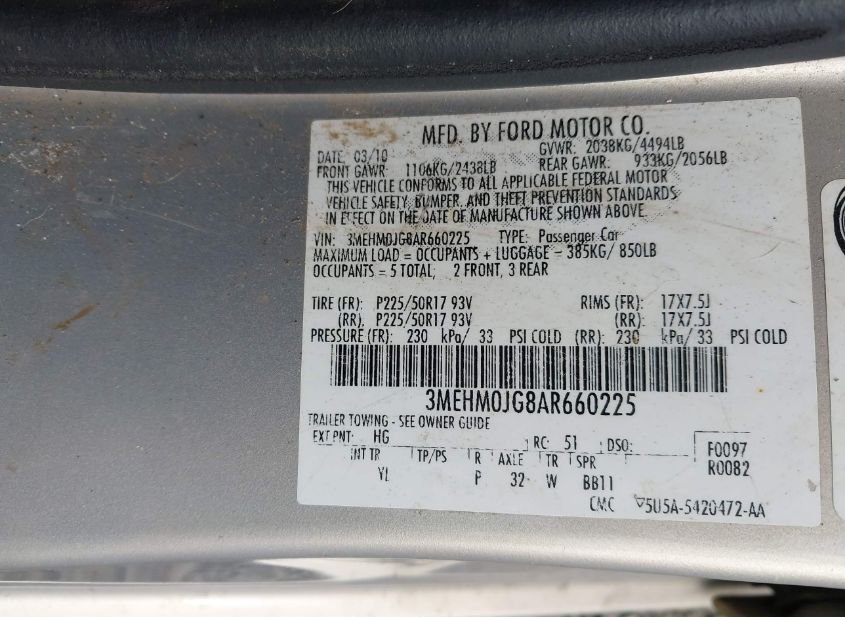 MFD. BY FORD MOTOR CO.
DATE: 03/10 GVWR: 2038KG/4494LB
FRONT GAWR: 1106KG/2438LB REAR GAWR: 933KG/2056LB
THIS VEHICLE CONFORMS TO ALL APPLICABLE FEDERAL MOTOR
VEHICLE SAFETY, BUMPER, AND THEFT PREVENTION STANDARDS
IN EFFECT ON THE DATE OF MANUFACTURE SHOWN ABOVE
VIN: 3MEHM0JG8AR660225 TYPE: Passenger Car
MAXIMUM LOAD = OCCUPANTS + LUGGAGE = 385KG/ 850LB
OCCUPANTS = 5 TOTAL, 2 FRONT, 3 REAR
TIRE (FR): P225/50R17 93V RIMS (FR): 17X7.5J
(RR): P225/50R17 93V (RR): 17X7.5J
PRESSURE (FR): 230 kPa/ 33 PSI COLD (RR): 230 kPa/ 33 PSI COLD
3MEHM0JG8AR660225
TRAILER TOWING - SEE OWNER GUIDE
EXT PNT: HG RC: 51 DSO:
F0097
R0082
INT TR TP/PS R AXLE TR SPR
YL P 32 W BB11
CMC 5U5A-5420472-AA